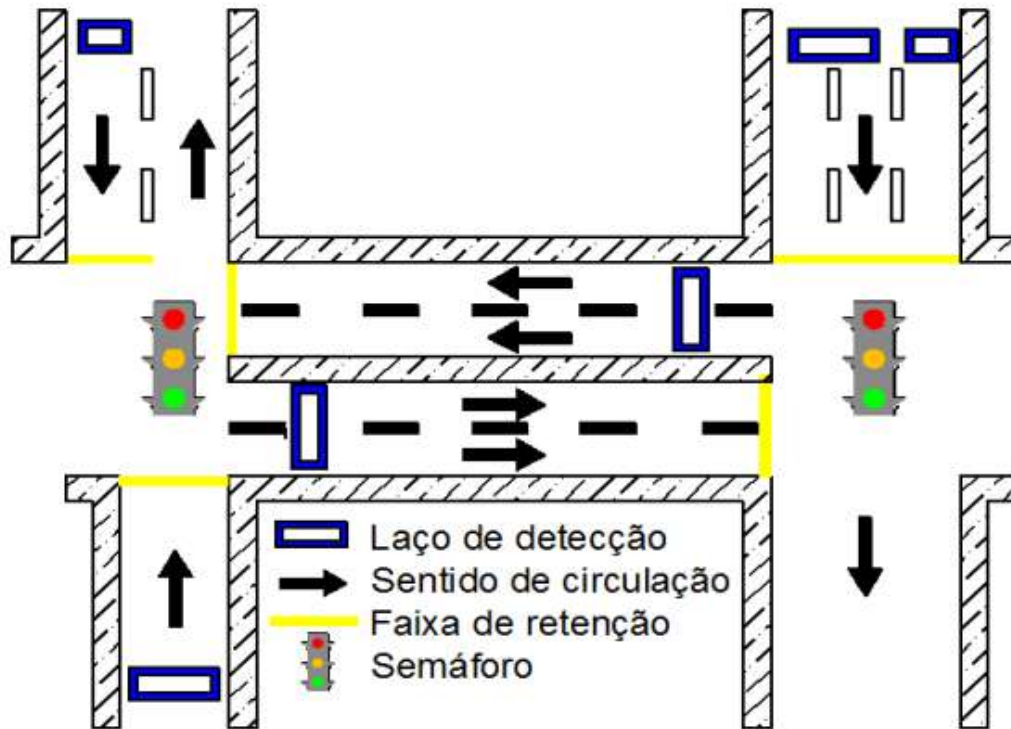 Laço de detecção
Sentido de circulação
Faixa de retenção
Semáforo